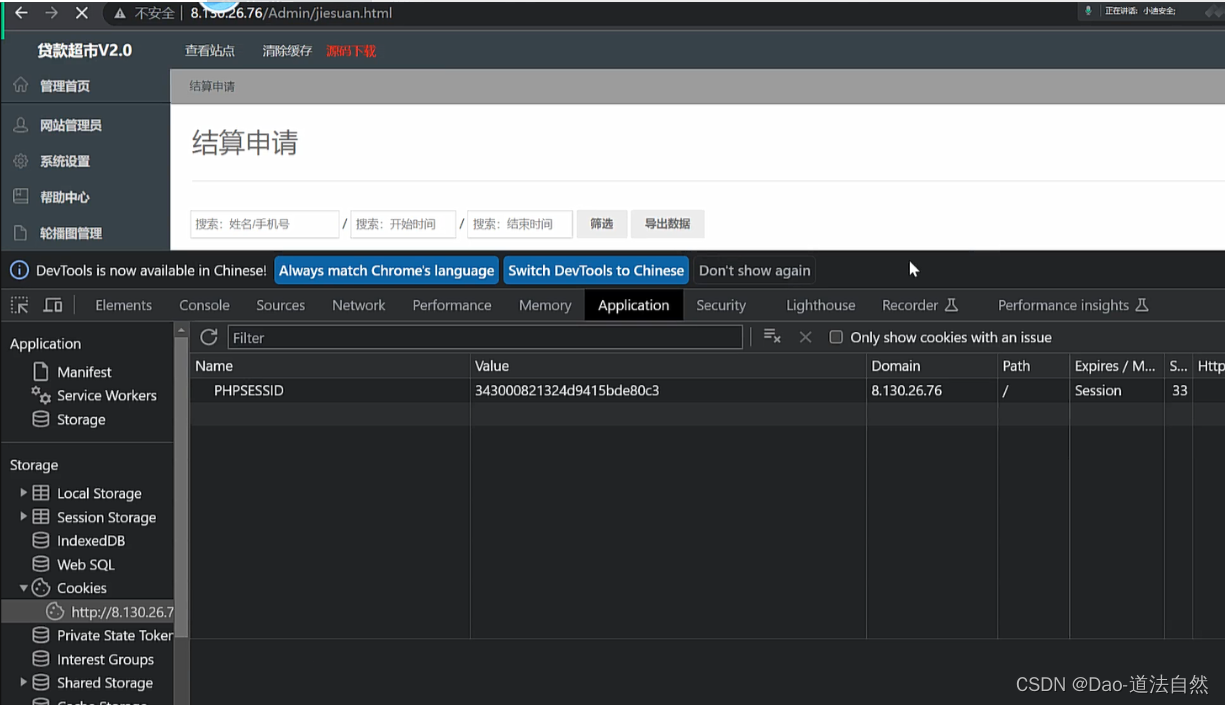 不安全 8.130.26.76/Admin/jiesuan.html
正在讲话: 小迪安全;
贷款超市V2.0 查看站点 清除缓存 源码下载
管理首页
结算申请
网站管理员
结算申请
系统设置
帮助中心
轮播图管理
搜索：姓名/手机号 / 搜索：开始时间 / 搜索：结束时间 筛选 导出数据
DevTools is now available in Chinese! Always match Chrome's language Switch DevTools to Chinese Don't show again
Elements Console Sources Network Performance Memory Application Security Lighthouse Recorder Performance insights
Application
Manifest
Service Workers
Storage
Storage
Local Storage
Session Storage
IndexedDB
Web SQL
Cookies
http://8.130.26.7
Private State Token
Interest Groups
Shared Storage
Filter Only show cookies with an issue
Name Value Domain Path Expires / M... S... Http
PHPSESSID 343000821324d9415bde80c3 8.130.26.76 / Session 33
CSDN @Dao-道法自然